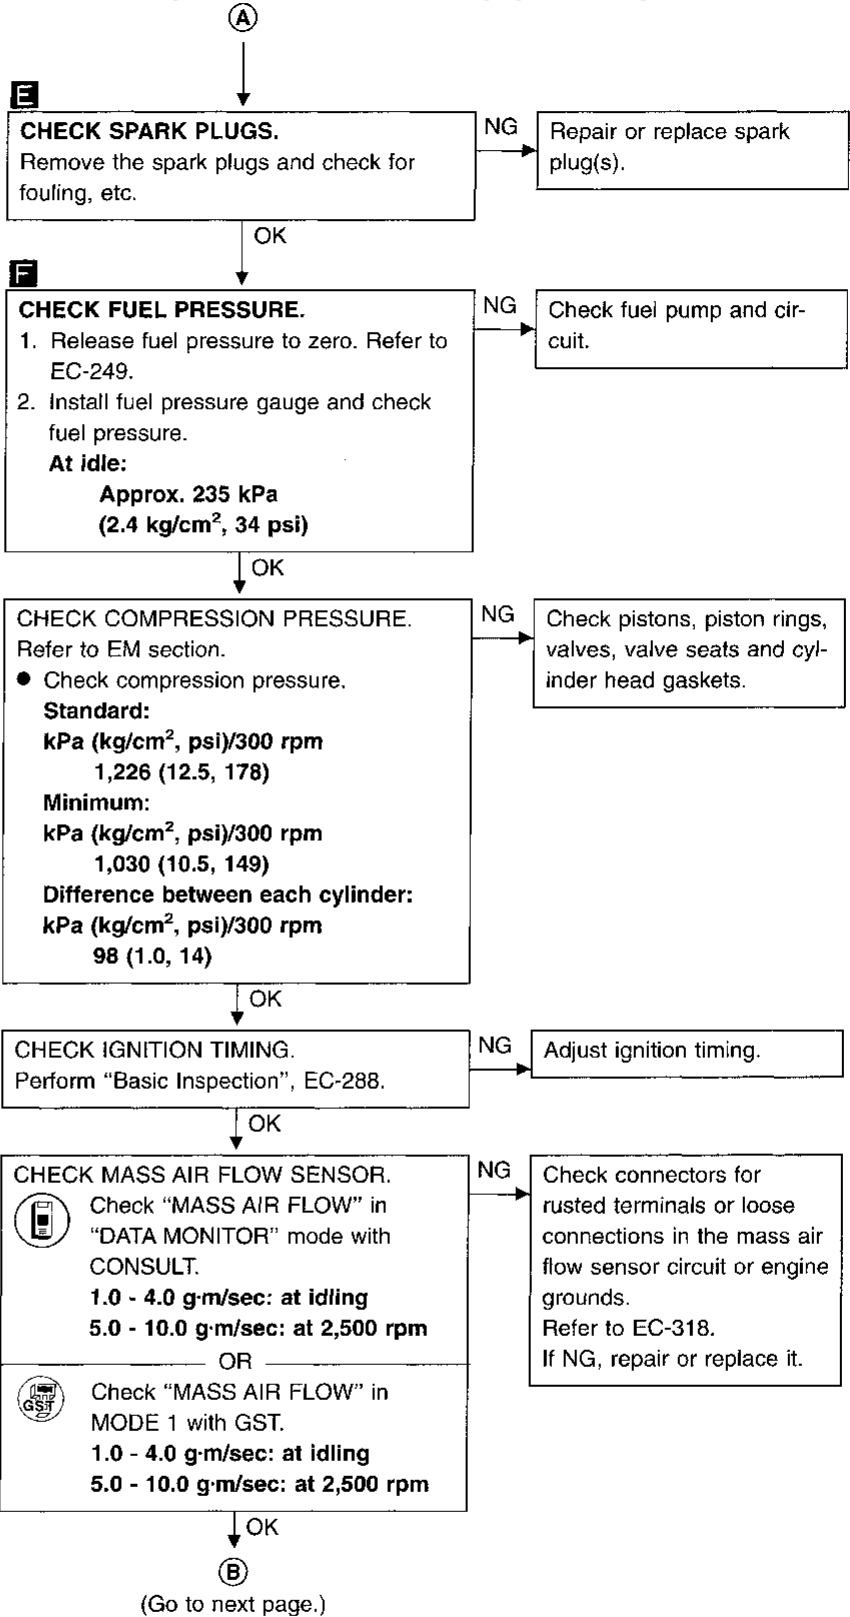 A
E
CHECK SPARK PLUGS.
Remove the spark plugs and check for
fouling, etc.
NG
Repair or replace spark
plug(s).
OK
F
CHECK FUEL PRESSURE.
1. Release fuel pressure to zero. Refer to
EC-249.
2. Install fuel pressure gauge and check
fuel pressure.
At idle:
Approx. 235 kPa
(2.4 kg/cm², 34 psi)
NG
Check fuel pump and cir-
cuit.
OK
CHECK COMPRESSION PRESSURE.
Refer to EM section.
● Check compression pressure.
Standard:
kPa (kg/cm², psi)/300 rpm
1,226 (12.5, 178)
Minimum:
kPa (kg/cm², psi)/300 rpm
1,030 (10.5, 149)
Difference between each cylinder:
kPa (kg/cm², psi)/300 rpm
98 (1.0, 14)
NG
Check pistons, piston rings,
valves, valve seats and cyl-
inder head gaskets.
OK
CHECK IGNITION TIMING.
Perform “Basic Inspection”, EC-288.
NG
Adjust ignition timing.
OK
CHECK MASS AIR FLOW SENSOR.
Check “MASS AIR FLOW” in
“DATA MONITOR” mode with
CONSULT.
1.0 - 4.0 g·m/sec: at idling
5.0 - 10.0 g·m/sec: at 2,500 rpm
OR
GST
Check “MASS AIR FLOW” in
MODE 1 with GST.
1.0 - 4.0 g·m/sec: at idling
5.0 - 10.0 g·m/sec: at 2,500 rpm
NG
Check connectors for
rusted terminals or loose
connections in the mass air
flow sensor circuit or engine
grounds.
Refer to EC-318.
If NG, repair or replace it.
OK
B
(Go to next page.)